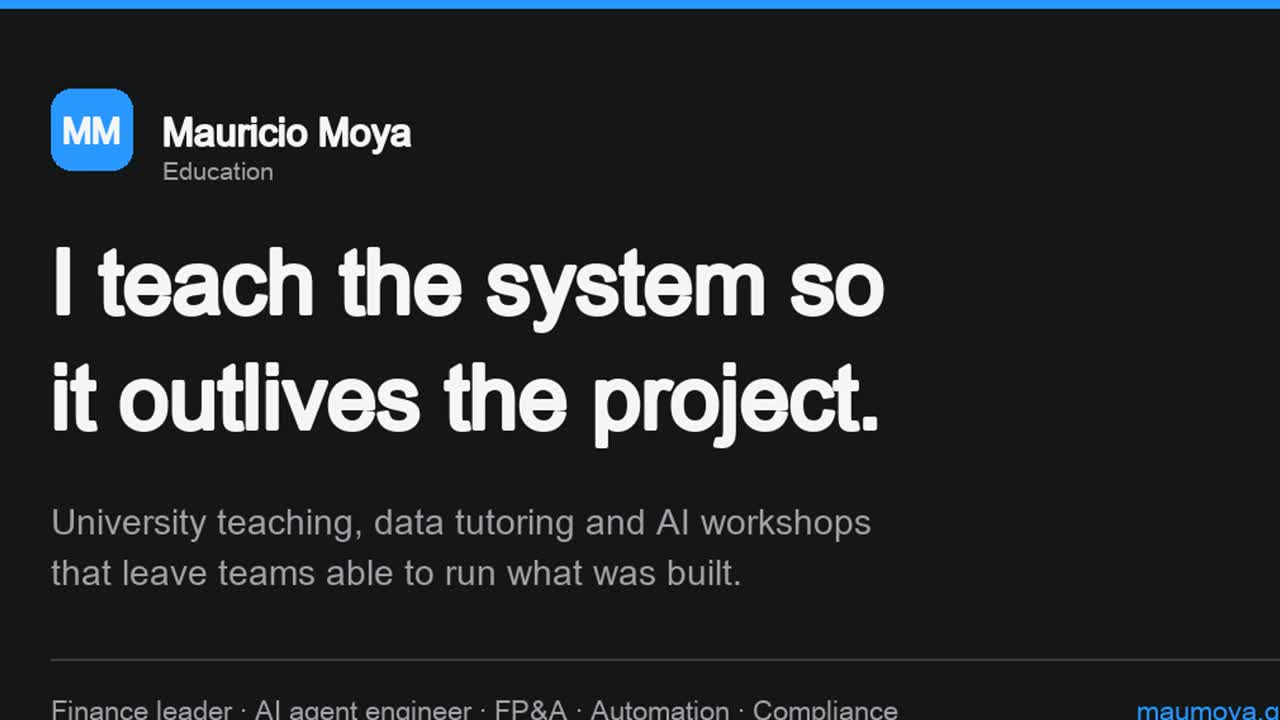 MM
Mauricio Moya
Education
I teach the system so
it outlives the project.
University teaching, data tutoring and AI workshops
that leave teams able to run what was built.
Finance leader · AI agent engineer · FP&A · Automation · Compliance